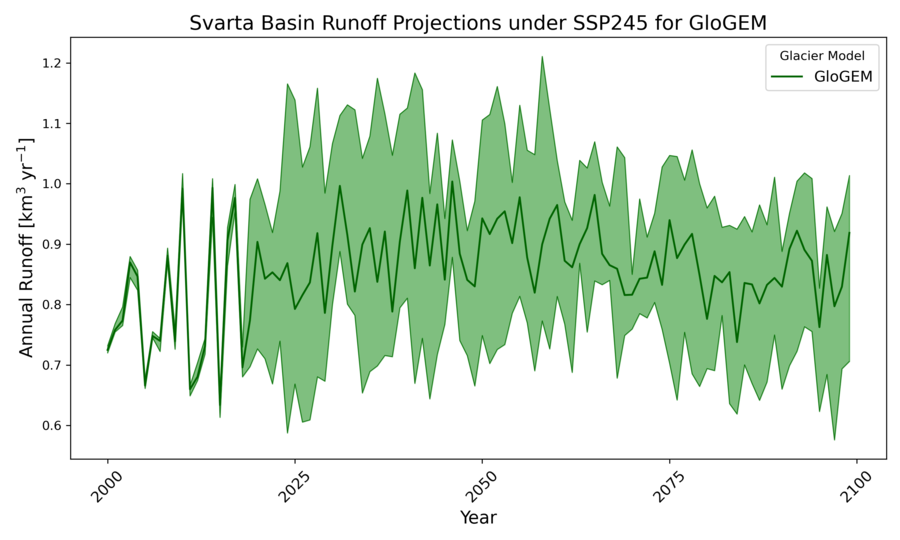 Svarta Basin Runoff Projections under SSP245 for GloGEM
Glacier Model
GloGEM
Annual Runoff [km³ yr⁻¹]
1.2
1.1
1.0
0.9
0.8
0.7
0.6
2000
2025
2050
2075
2100
Year